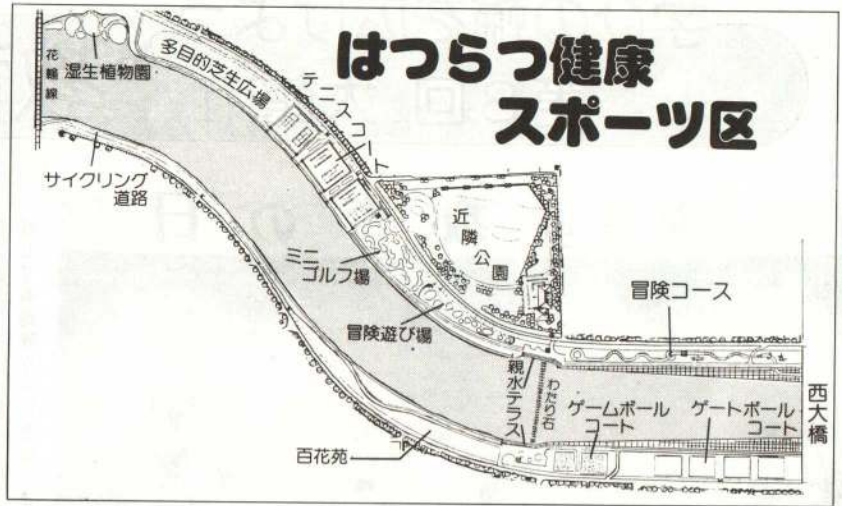 はつらつ健康
スポーツ区
花輪線
湿生植物園
多目的芝生広場
テニスコート
サイクリング
道路
近隣公園
ミニ
ゴルフ場
冒険遊び場
冒険コース
親水テラス
わたり石
ゲームボール
コート
ゲートボール
コート
西大橋
百花苑